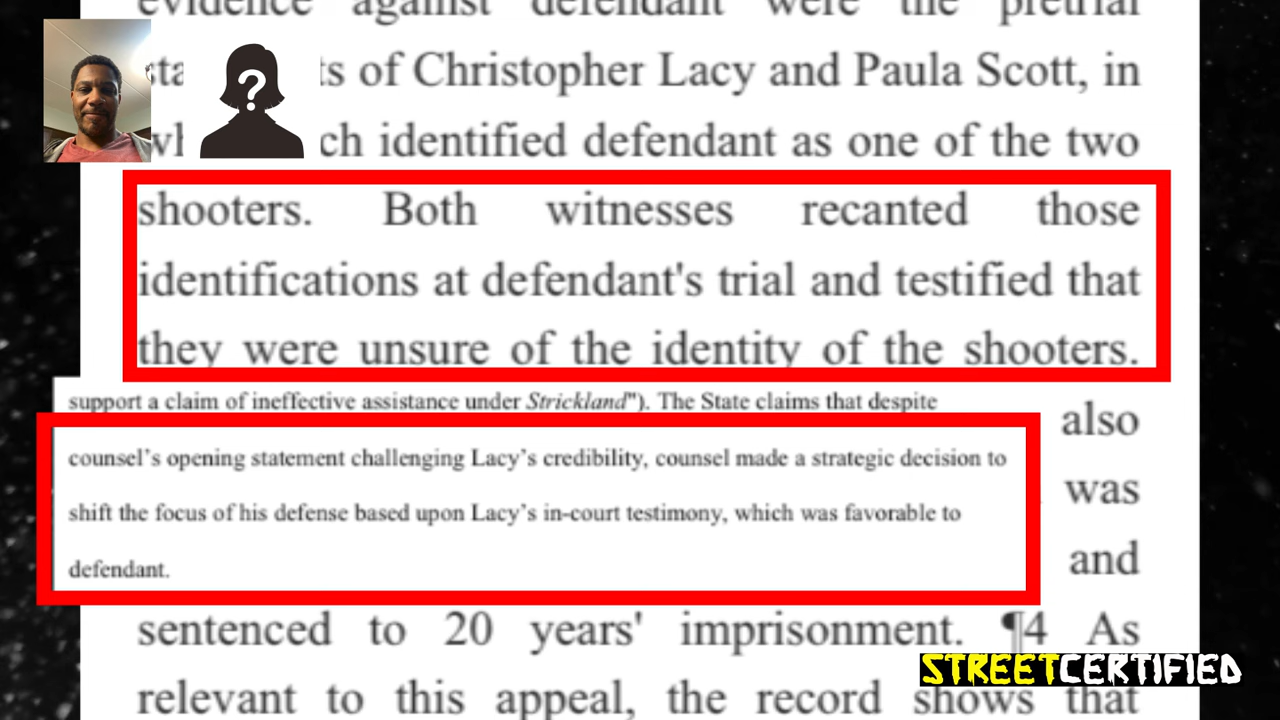 evidence against defendant were the pretrial
sta ts of Christopher Lacy and Paula Scott, in
wh ch identified defendant as one of the two
shooters. Both witnesses recanted those
identifications at defendant's trial and testified that
they were unsure of the identity of the shooters.
support a claim of ineffective assistance under Strickland"). The State claims that despite
counsel's opening statement challenging Lacy's credibility, counsel made a strategic decision to
shift the focus of his defense based upon Lacy's in-court testimony, which was favorable to
defendant.
also
was
and
sentenced to 20 years' imprisonment. ¶4 As
relevant to this appeal, the record shows that
?
STREETCERTIFIED